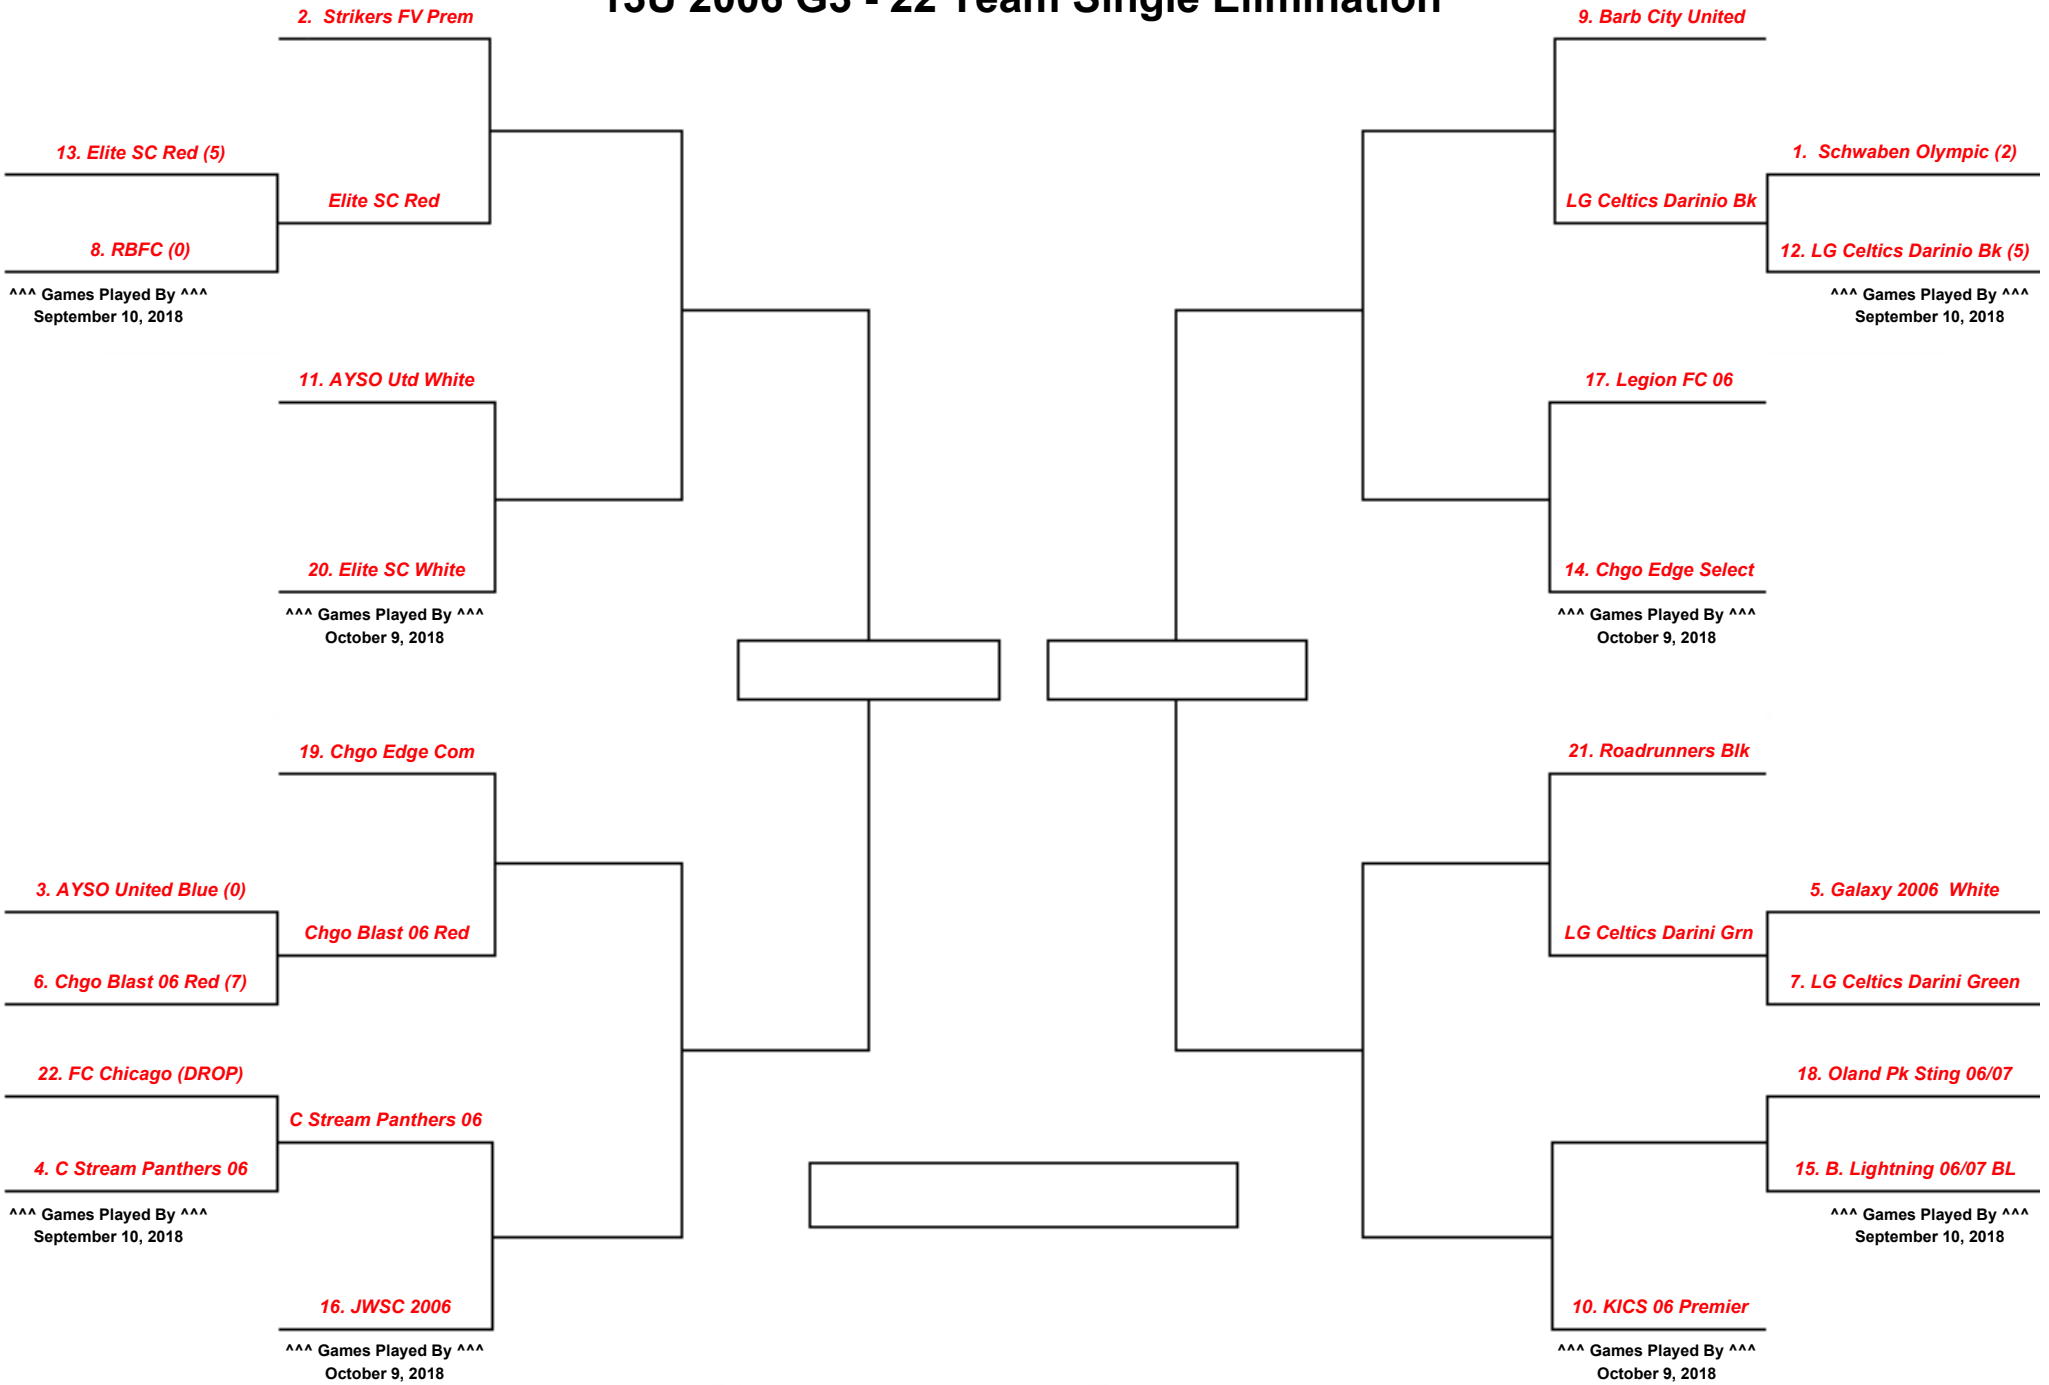 13U 2006 G3 - 22 Team Single Elimination
2. Strikers FV Prem
9. Barb City United
13. Elite SC Red (5)
1. Schwaben Olympic (2)
Elite SC Red
LG Celtics Darinio Bk
8. RBFC (0)
12. LG Celtics Darinio Bk (5)
^^^ Games Played By ^^^
September 10, 2018
^^^ Games Played By ^^^
September 10, 2018
11. AYSO Utd White
17. Legion FC 06
20. Elite SC White
14. Chgo Edge Select
^^^ Games Played By ^^^
October 9, 2018
^^^ Games Played By ^^^
October 9, 2018
19. Chgo Edge Com
21. Roadrunners Blk
3. AYSO United Blue (0)
5. Galaxy 2006 White
Chgo Blast 06 Red
LG Celtics Darini Grn
6. Chgo Blast 06 Red (7)
7. LG Celtics Darini Green
22. FC Chicago (DROP)
18. Oland Pk Sting 06/07
C Stream Panthers 06
4. C Stream Panthers 06
15. B. Lightning 06/07 BL
^^^ Games Played By ^^^
September 10, 2018
^^^ Games Played By ^^^
September 10, 2018
16. JWSC 2006
10. KICS 06 Premier
^^^ Games Played By ^^^
October 9, 2018
^^^ Games Played By ^^^
October 9, 2018